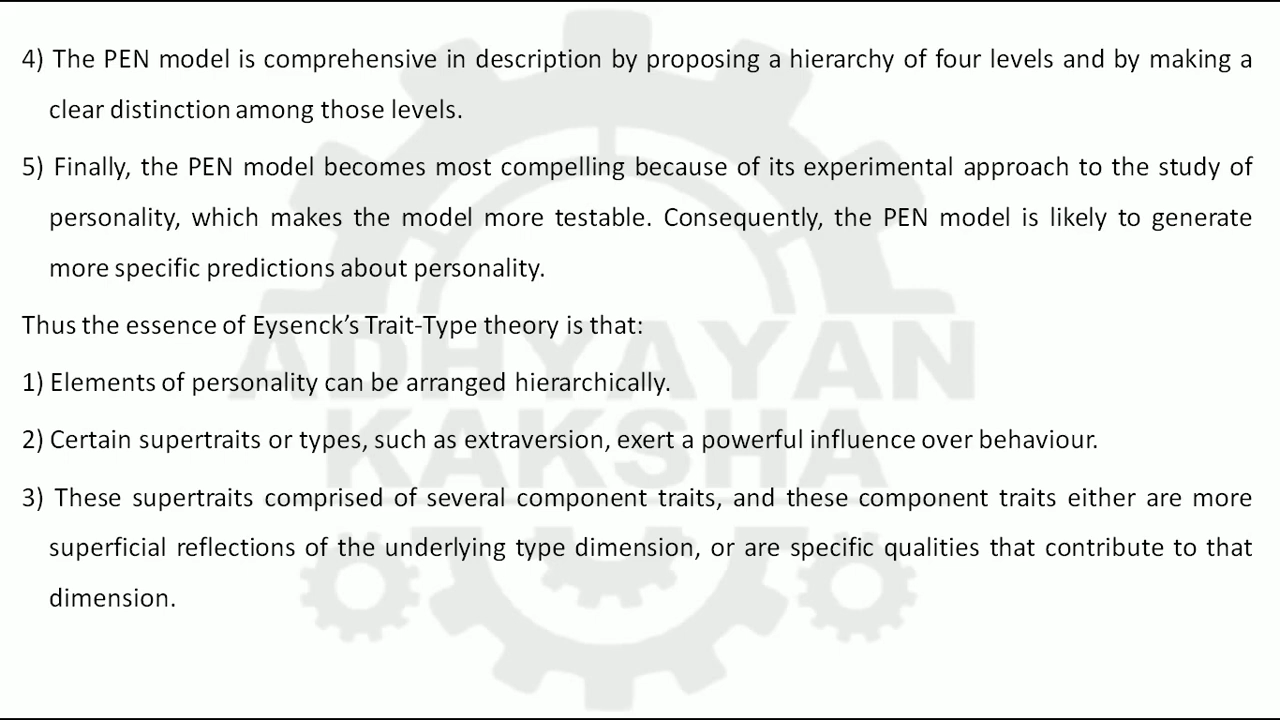 4) The PEN model is comprehensive in description by proposing a hierarchy of four levels and by making a
clear distinction among those levels.
5) Finally, the PEN model becomes most compelling because of its experimental approach to the study of
personality, which makes the model more testable. Consequently, the PEN model is likely to generate
more specific predictions about personality.
Thus the essence of Eysenck’s Trait-Type theory is that:
ADHYAYAN
1) Elements of personality can be arranged hierarchically.
KAKSHA
2) Certain supertraits or types, such as extraversion, exert a powerful influence over behaviour.
3) These supertraits comprised of several component traits, and these component traits either are more
superficial reflections of the underlying type dimension, or are specific qualities that contribute to that
dimension.